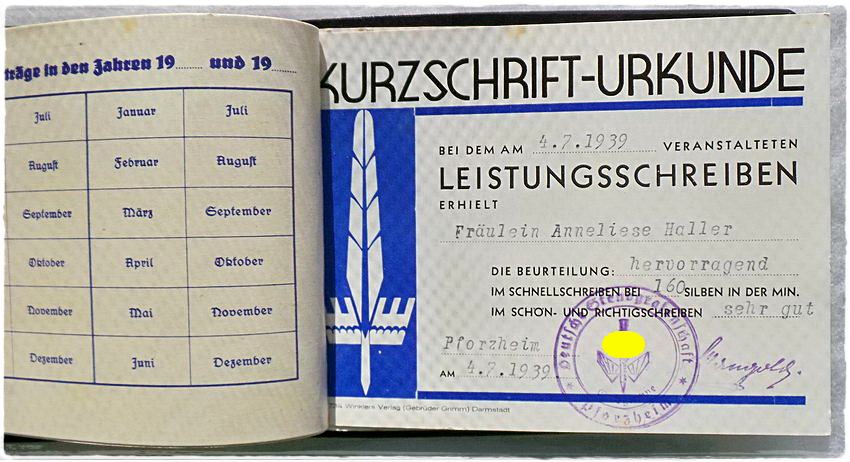 träge in den Jahren 19 ........ und 19 ........
Juli Januar Juli
August Februar August
September März September
Oktober April Oktober
November Mai November
Dezember Juni Dezember
KURZSCHRIFT-URKUNDE
BEI DEM AM 4.7.1939 VERANSTALTETEN
LEISTUNGSSCHREIBEN
ERHIELT
Fräulein Anneliese Haller
DIE BEURTEILUNG: hervorragend
IM SCHNELLSCHREIBEN BEI 160 SILBEN IN DER MIN.
IM SCHÖN- UND RICHTIGSCHREIBEN sehr gut
Pforzheim
AM 4.7.1939
Deutsche Stenografenschaft
Pforzheim
Winklers Verlag (Gebrüder Grimm) Darmstadt